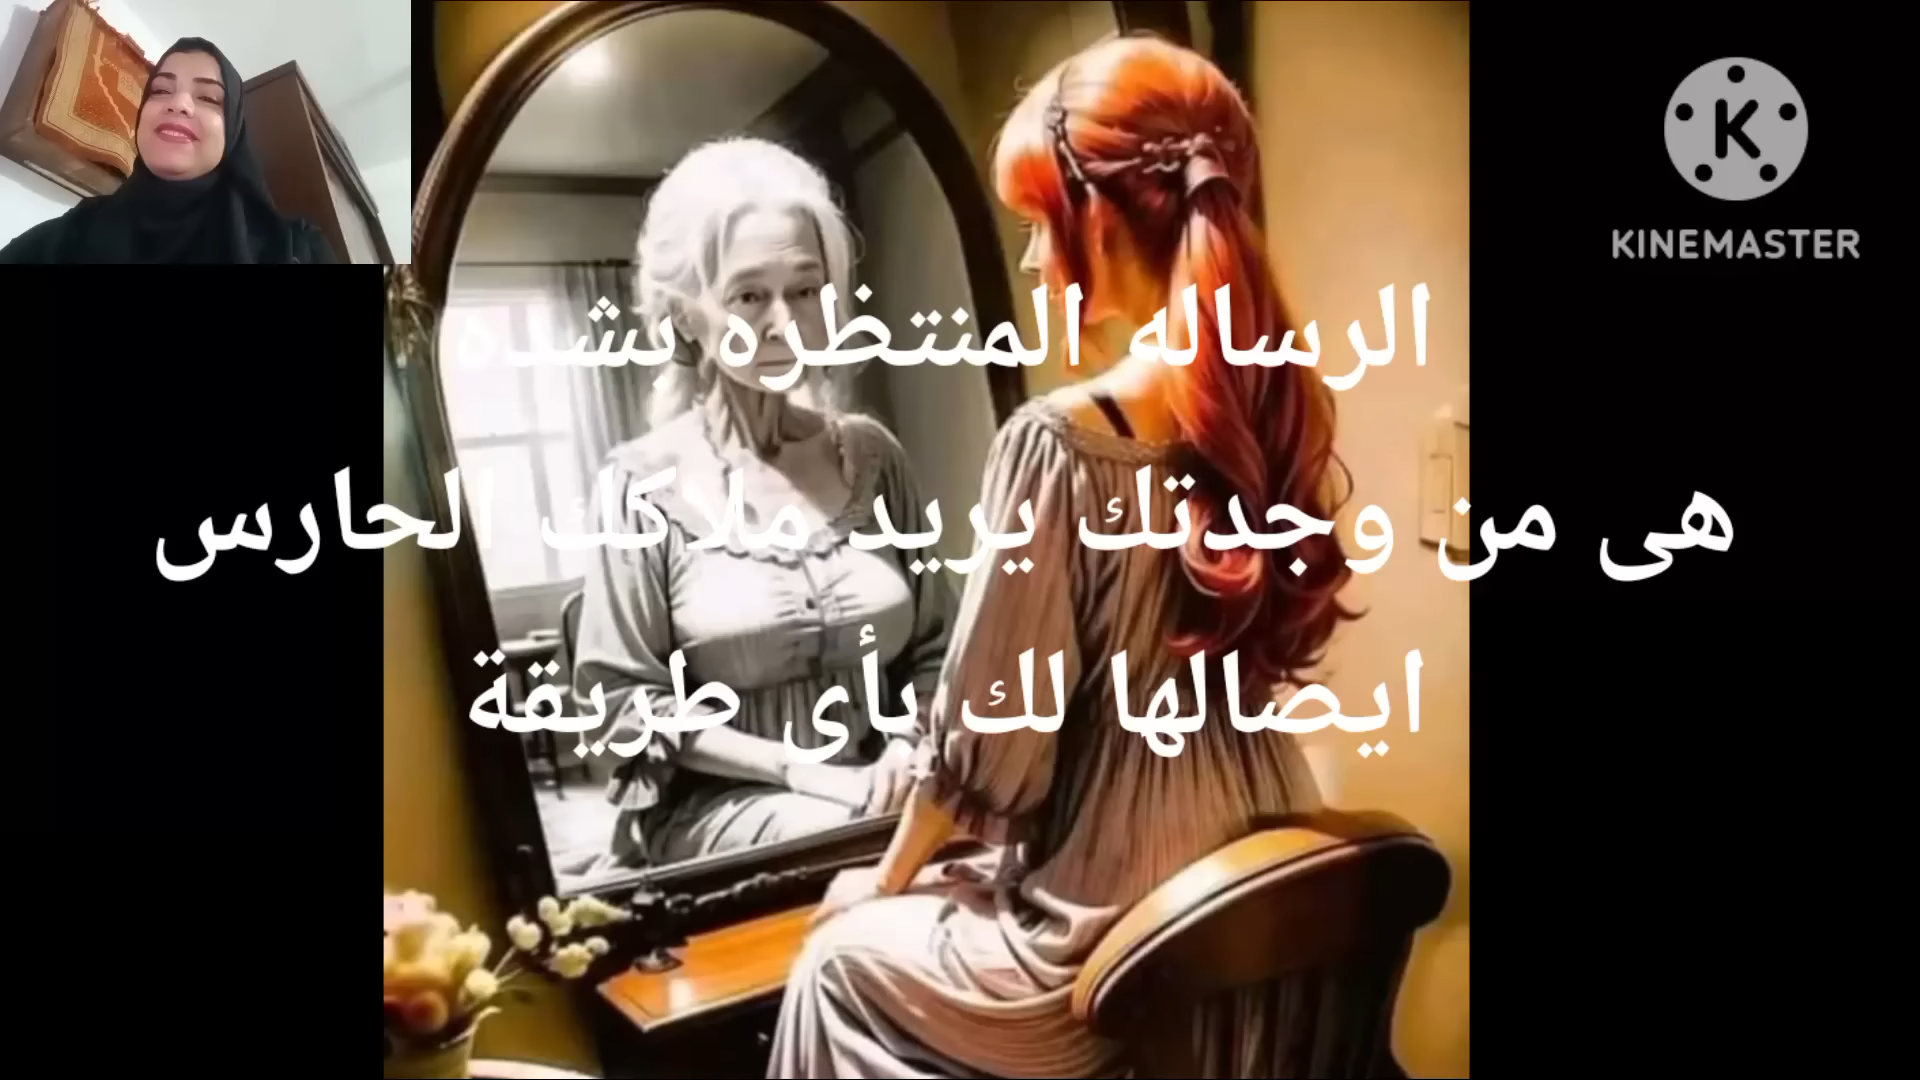 الرساله المنتظره بشده
هى من وجدتك يريد ملاكك الحارس
ايصالها لك بأى طريقة
K
KINEMASTER